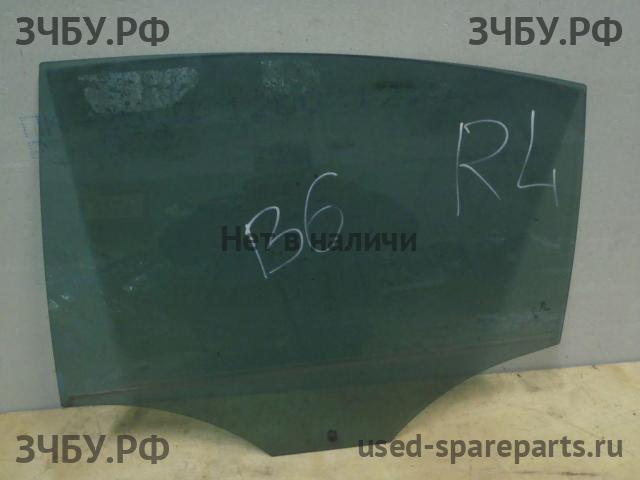 ЗЧБУ.РФ ЗЧБУ.РФ
R4
B6
Нет в наличи
ЗЧБУ.РФ used-spareparts.ru